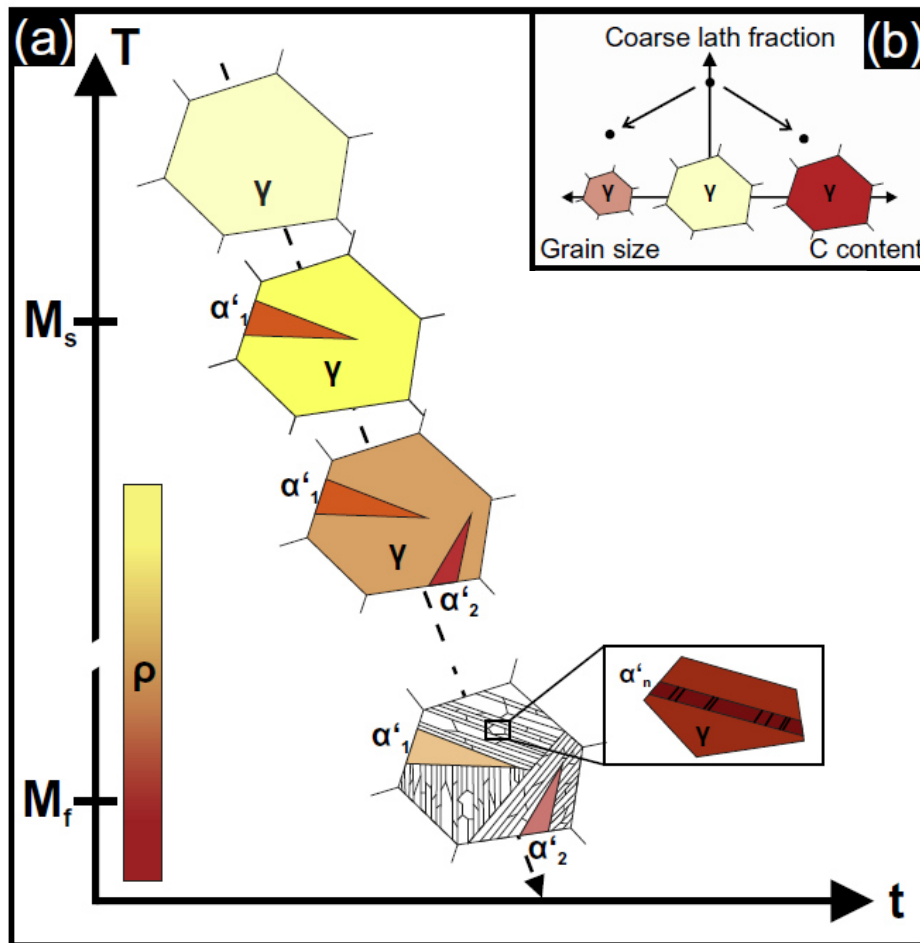 (a)
T
γ
Mₛ
α‘₁
γ
α‘₁
γ
α‘₂
ρ
α‘₁
α‘₂
M_f
t
α‘ₙ
γ
(b)
Coarse lath fraction
γ
γ
γ
Grain size
C content